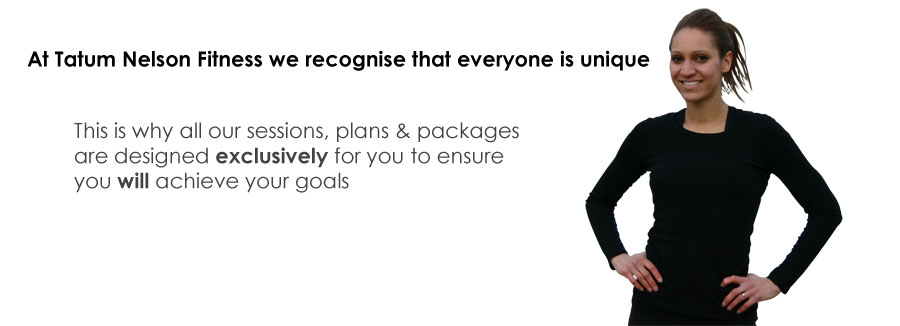 At Tatum Nelson Fitness we recognise that everyone is unique
This is why all our sessions, plans & packages
are designed exclusively for you to ensure
you will achieve your goals